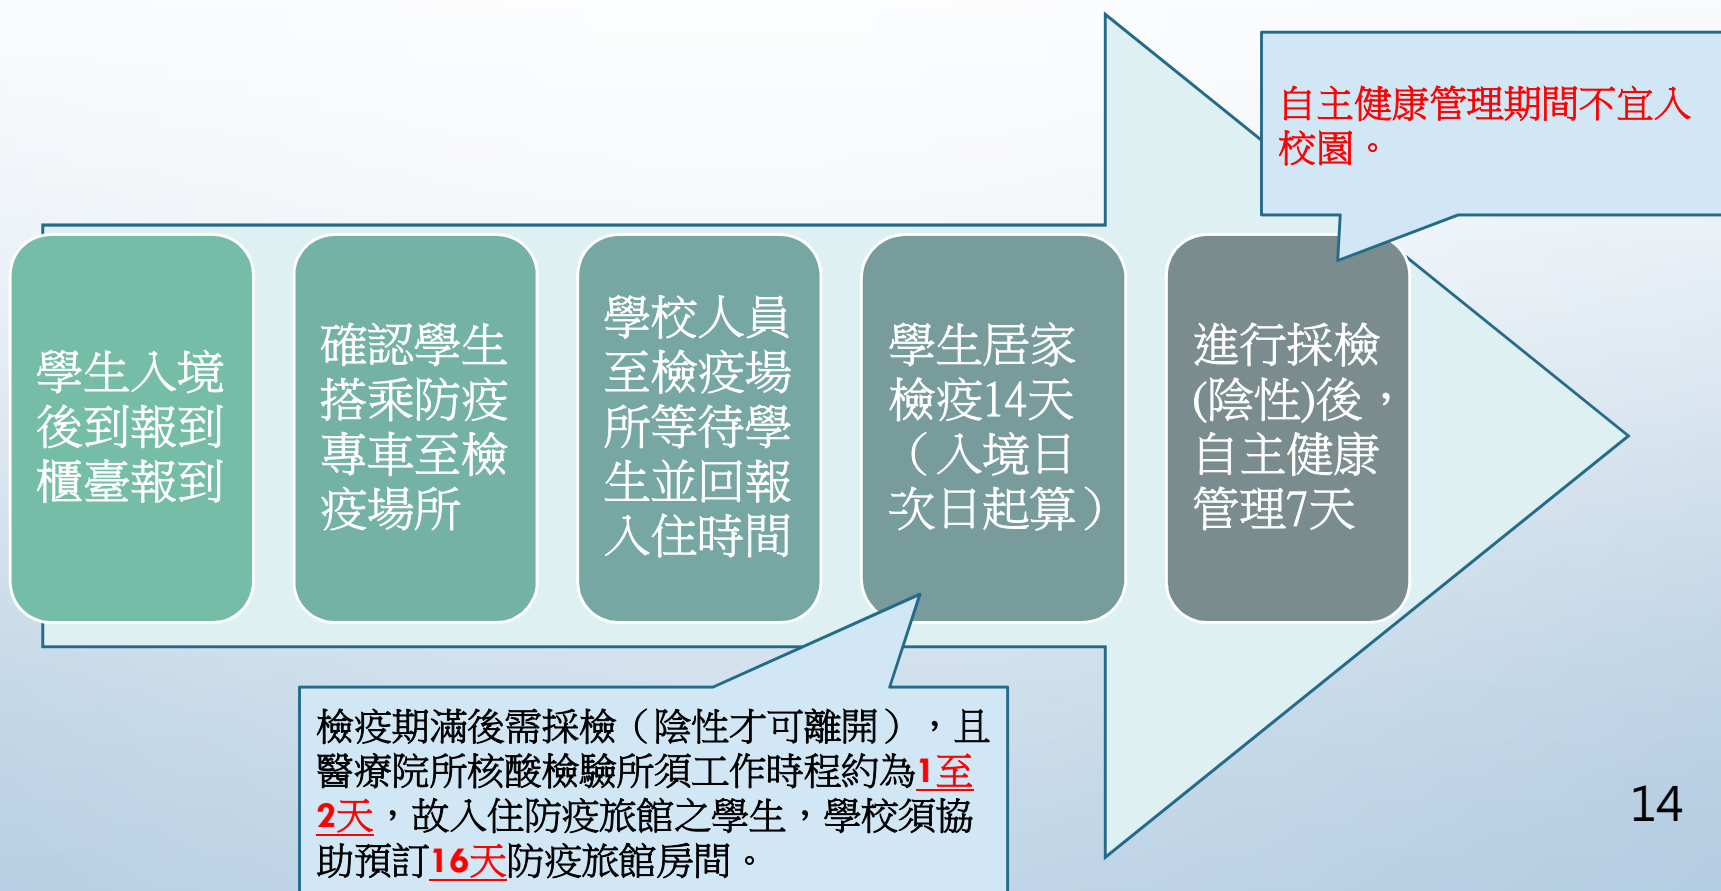 自主健康管理期間不宜入
校園。
學生入境
後到報到
櫃臺報到
確認學生
搭乘防疫
專車至檢
疫場所
學校人員
至檢疫場
所等待學
生並回報
入住時間
學生居家
檢疫14天
（入境日
次日起算）
進行採檢
(陰性)後，
自主健康
管理7天
檢疫期滿後需採檢（陰性才可離開），且
醫療院所核酸檢驗所須工作時程約為1至
2天，故入住防疫旅館之學生，學校須協
助預訂16天防疫旅館房間。
14